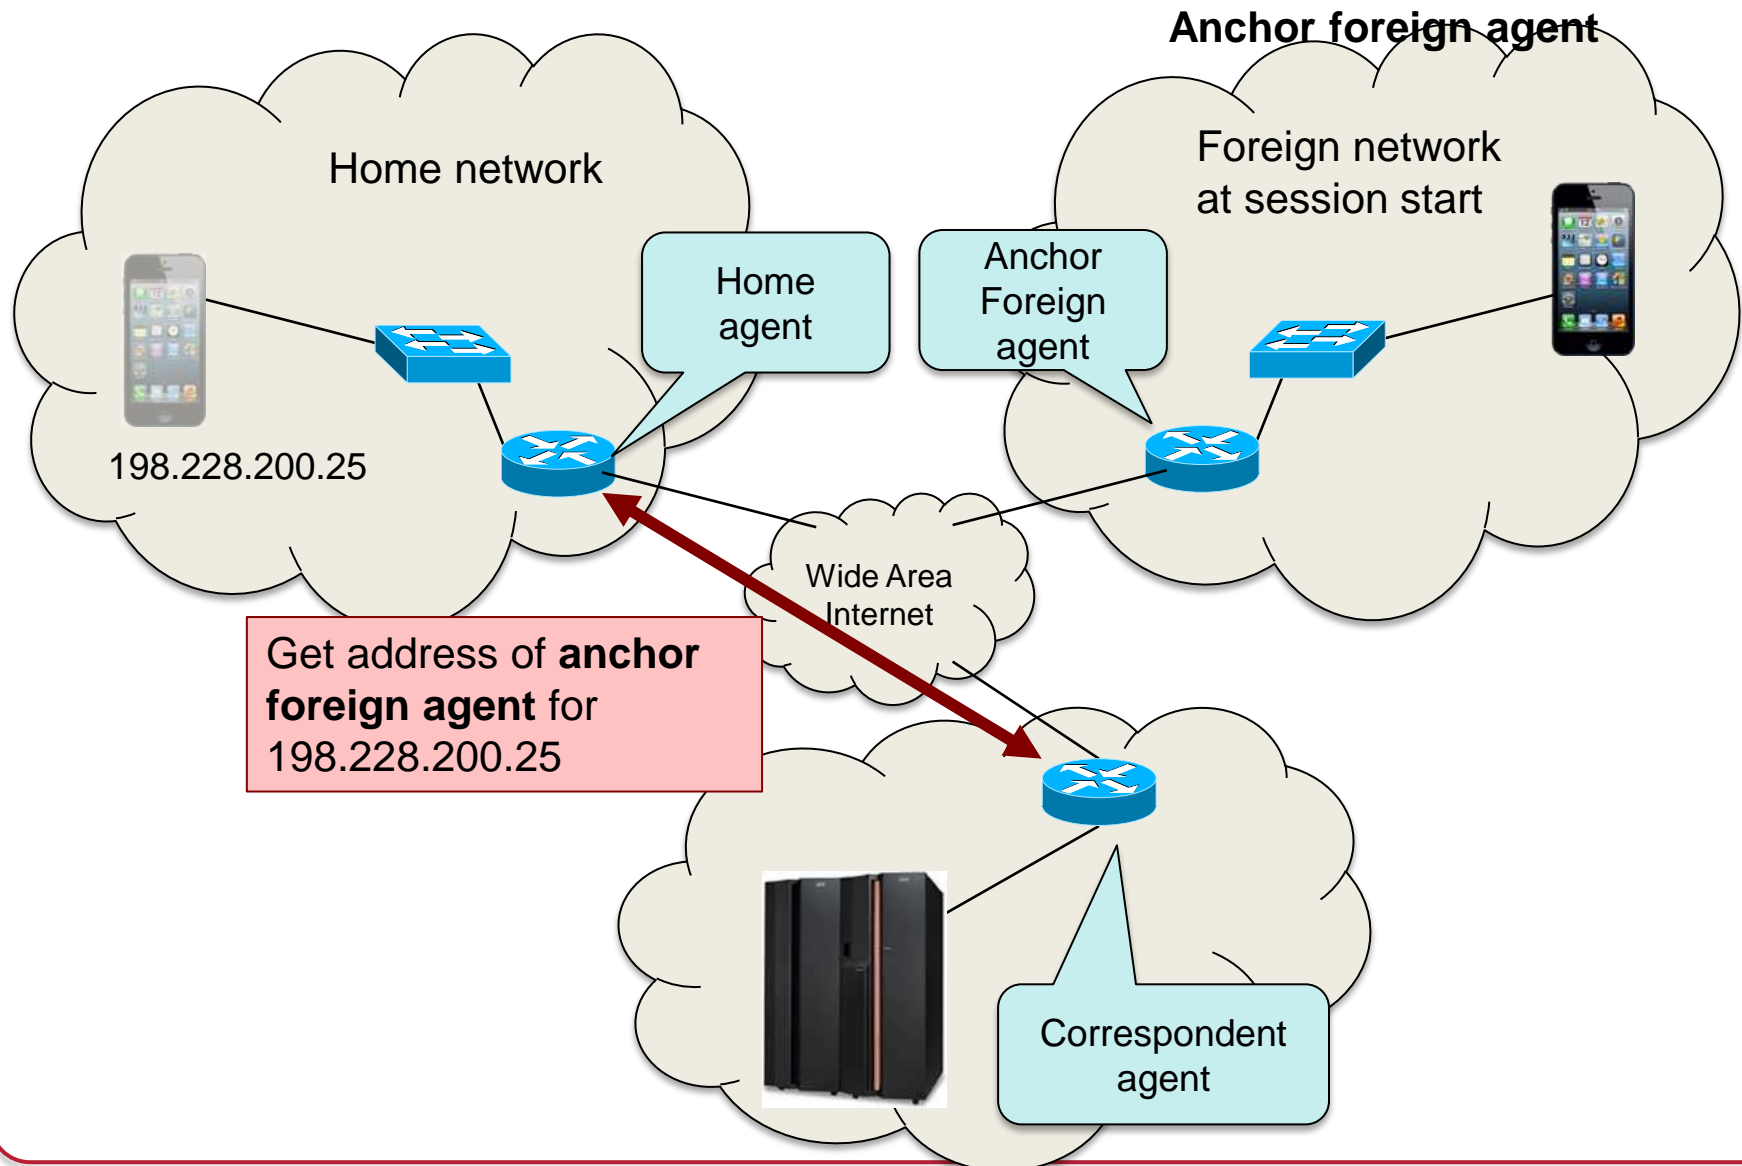 Anchor foreign agent
Home network
Foreign network
at session start
Home
agent
Anchor
Foreign
agent
198.228.200.25
Wide Area
Internet
Get address of anchor
foreign agent for
198.228.200.25
Correspondent
agent